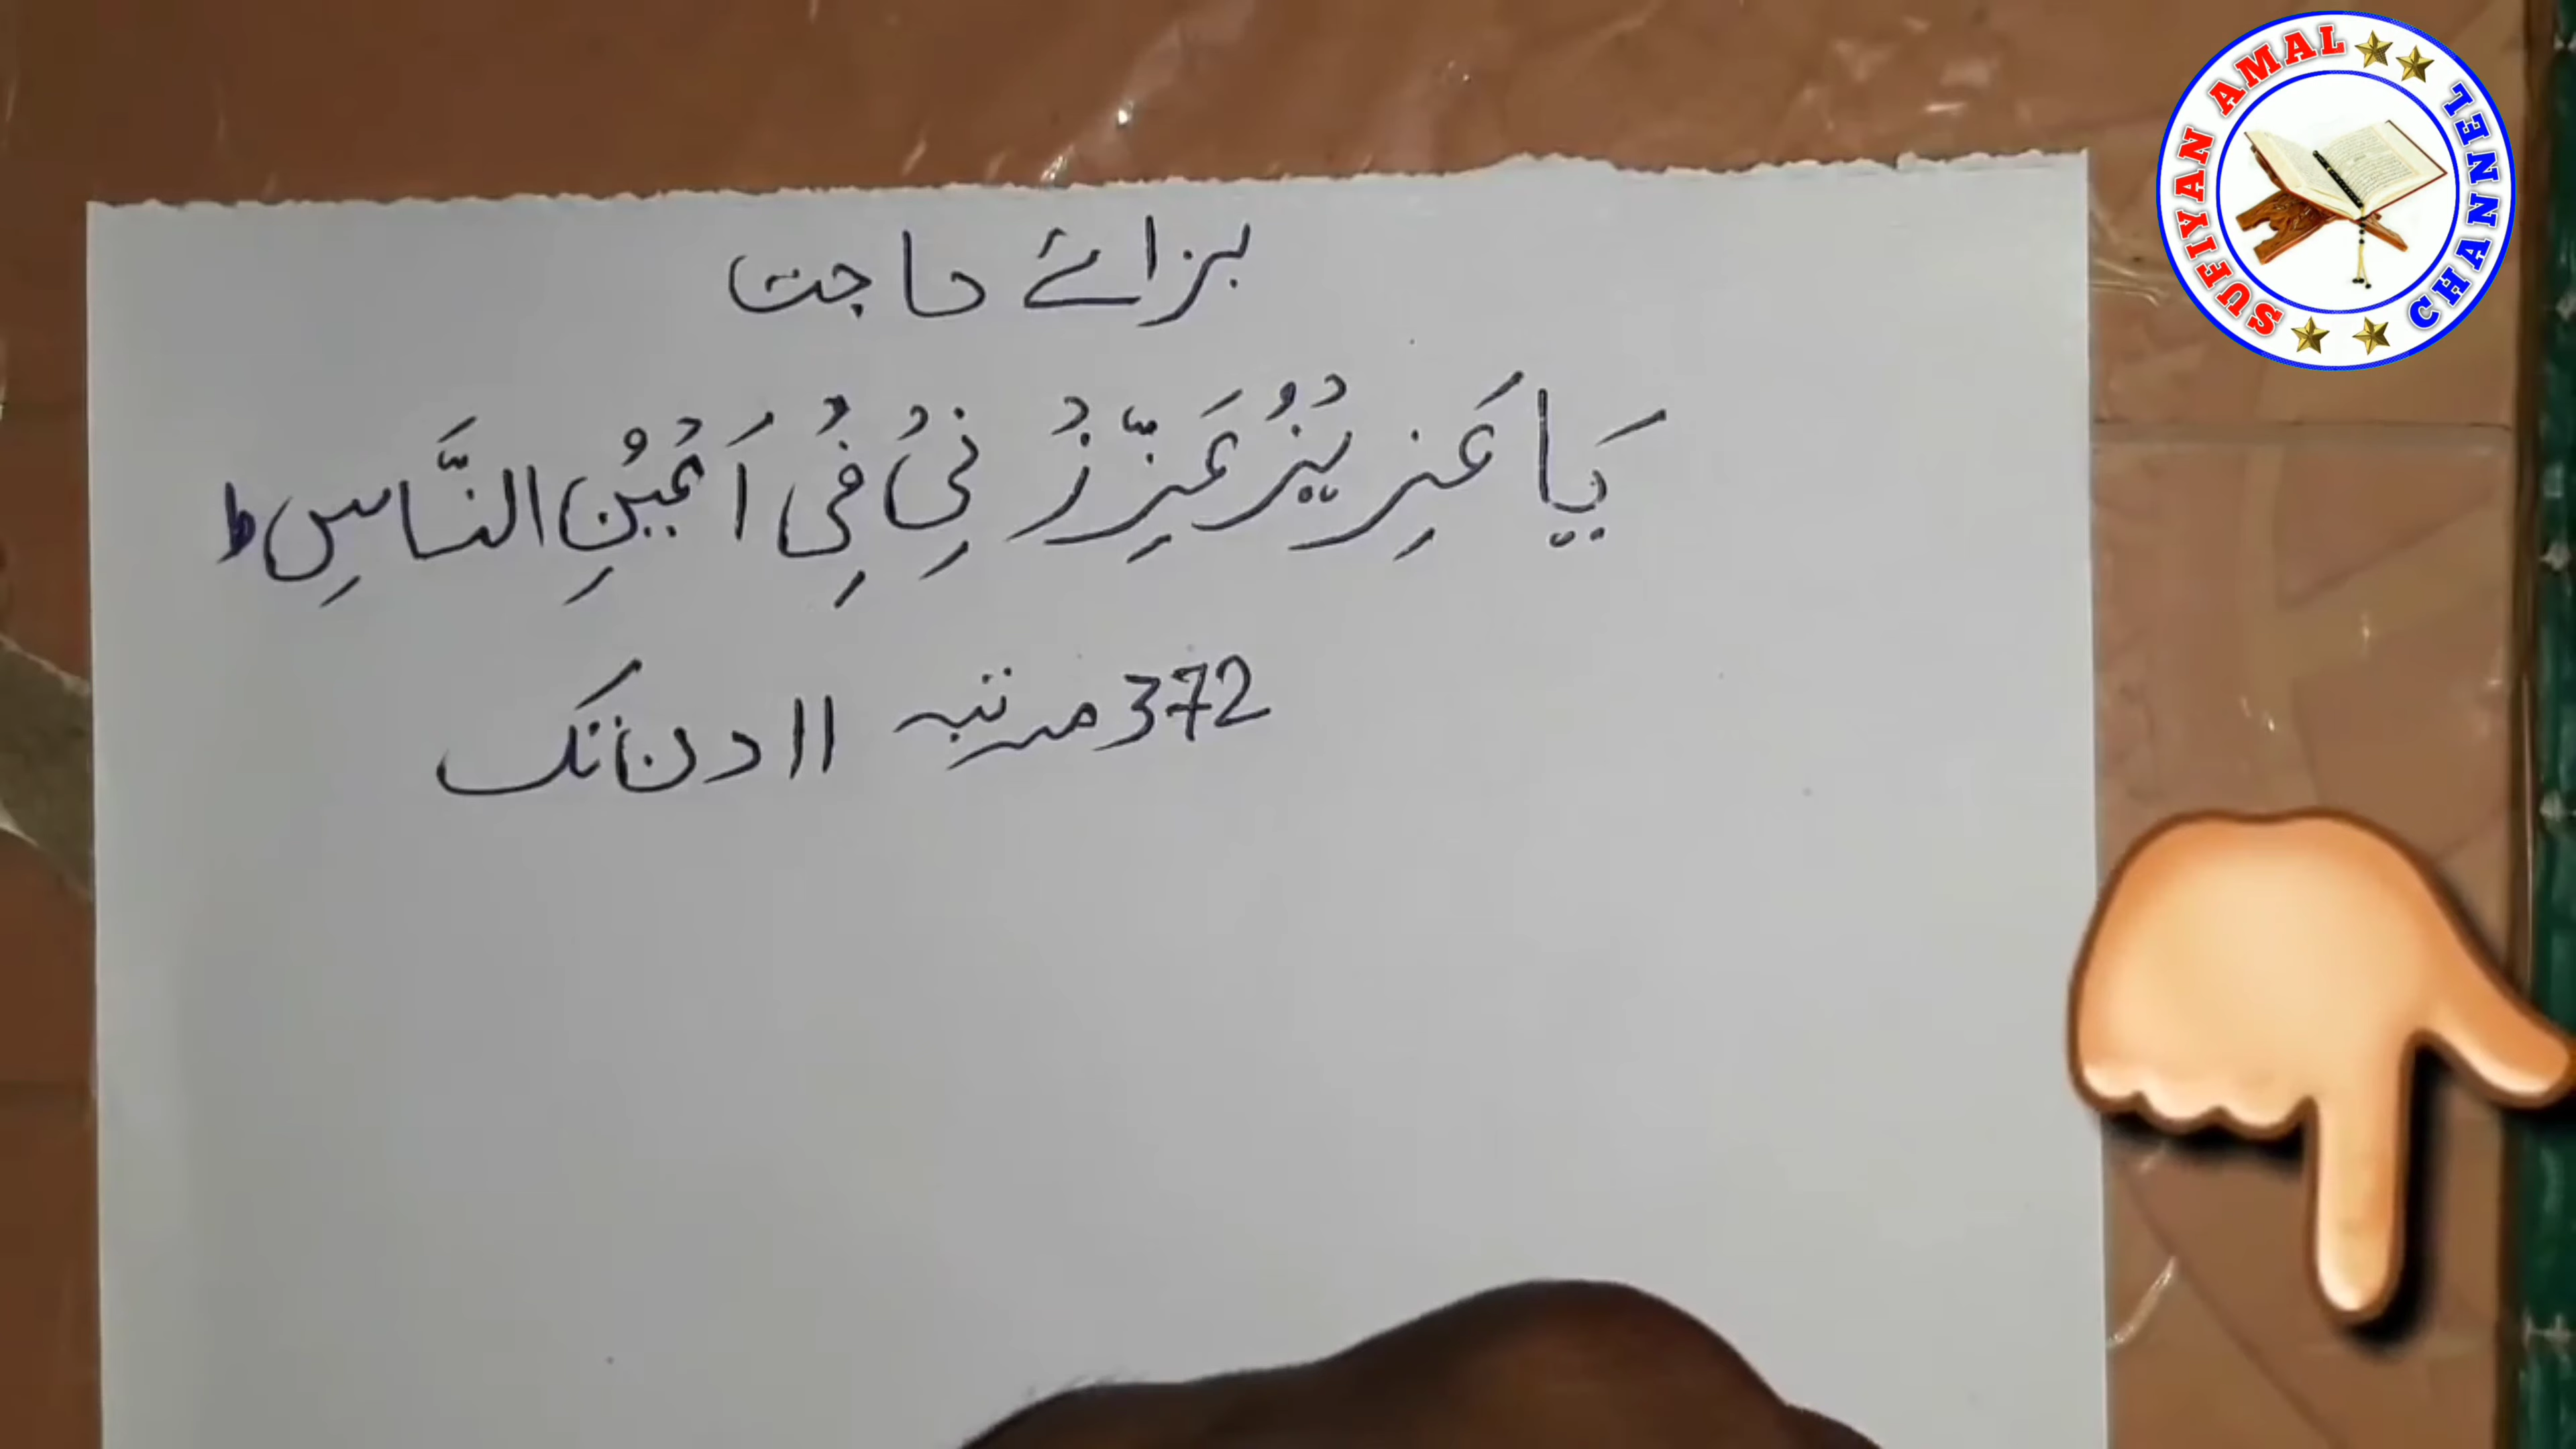 برائے حاجت
يَا عَزِيْزُ عَزِّزْنِيْ فِيْ اَعْيُنِ النَّاسِ ط
372 مرتبہ 11 دن تک
SUFIYAN AMAL CHANNEL